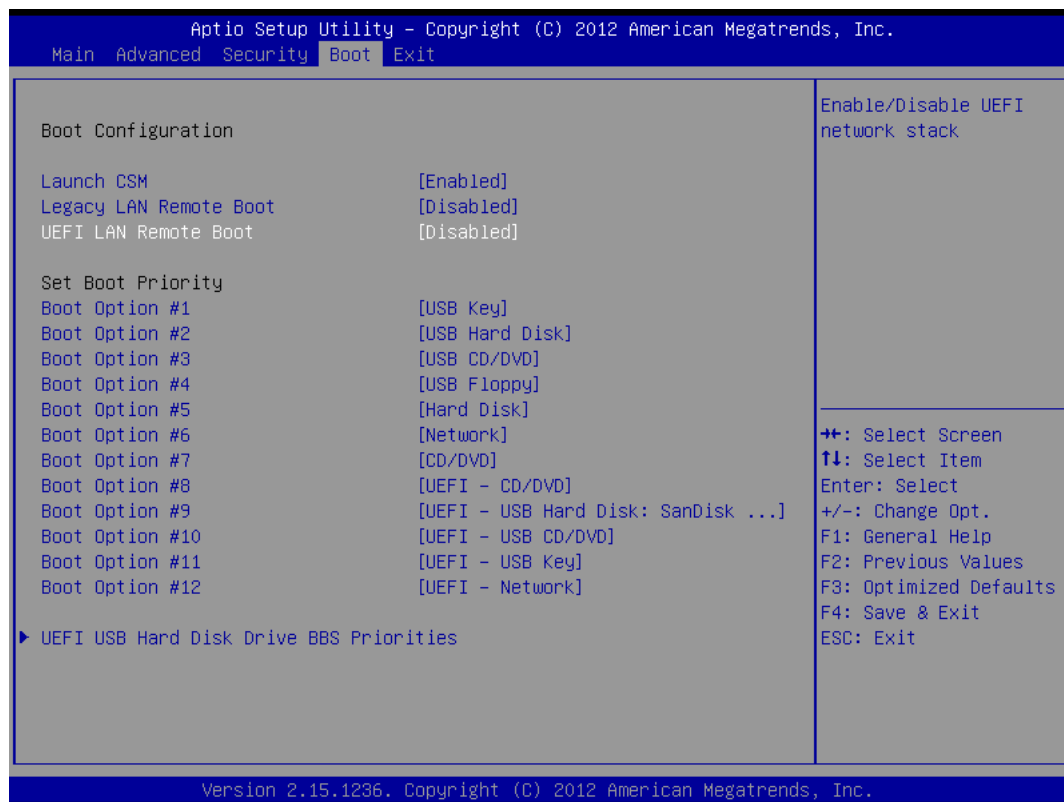 Aptio Setup Utility – Copyright (C) 2012 American Megatrends, Inc.
Main Advanced Security Boot Exit
Boot Configuration
Launch CSM [Enabled]
Legacy LAN Remote Boot [Disabled]
UEFI LAN Remote Boot [Disabled]
Set Boot Priority
Boot Option #1 [USB Key]
Boot Option #2 [USB Hard Disk]
Boot Option #3 [USB CD/DVD]
Boot Option #4 [USB Floppy]
Boot Option #5 [Hard Disk]
Boot Option #6 [Network]
Boot Option #7 [CD/DVD]
Boot Option #8 [UEFI – CD/DVD]
Boot Option #9 [UEFI – USB Hard Disk: SanDisk ...]
Boot Option #10 [UEFI – USB CD/DVD]
Boot Option #11 [UEFI – USB Key]
Boot Option #12 [UEFI – Network]
▶ UEFI USB Hard Disk Drive BBS Priorities
Enable/Disable UEFI
network stack
→←: Select Screen
↑↓: Select Item
Enter: Select
+/-: Change Opt.
F1: General Help
F2: Previous Values
F3: Optimized Defaults
F4: Save & Exit
ESC: Exit
Version 2.15.1236. Copyright (C) 2012 American Megatrends, Inc.